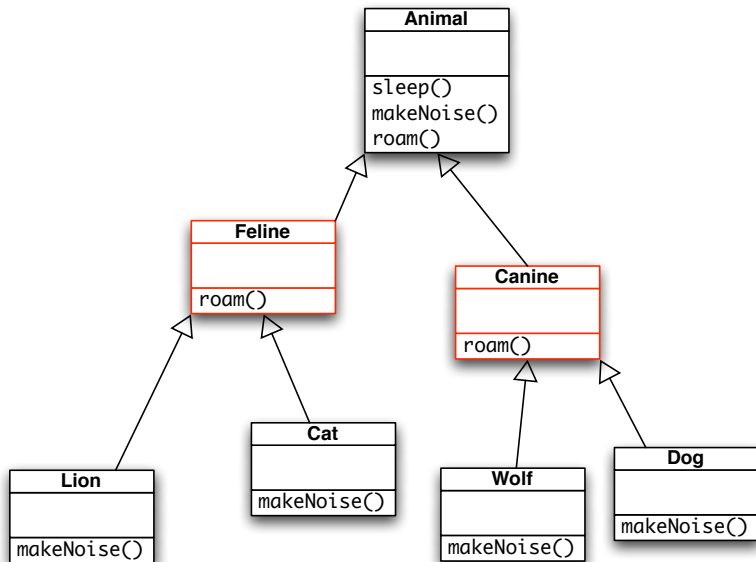 Animal
sleep()
makeNoise()
roam()
Feline
roam()
Canine
roam()
Cat
makeNoise()
Dog
makeNoise()
Lion
makeNoise()
Wolf
makeNoise()